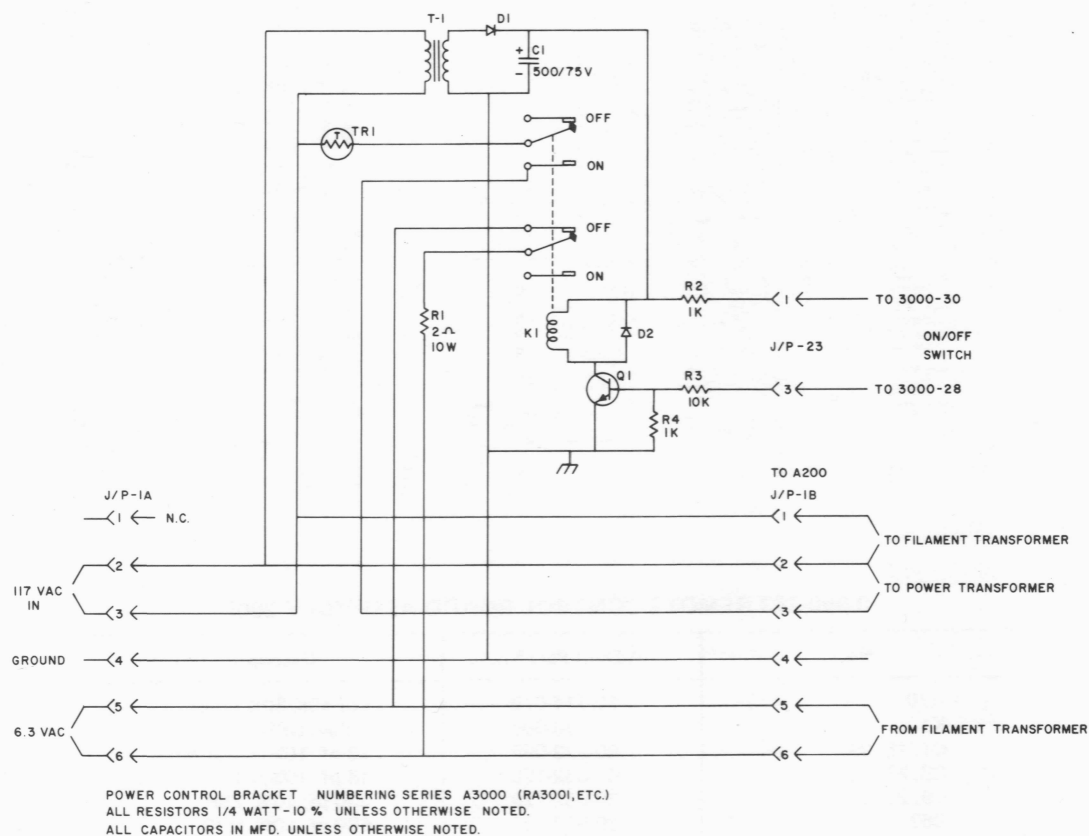 T-1
D1
+
C1
-
500/75V
OFF
T
TR1
ON
OFF
ON
R2
1
TO 3000-30
1K
R1
2Ω
10W
K1
D2
J/P-23
ON/OFF
SWITCH
Q1
R3
3
TO 3000-28
10K
R4
1K
TO A200
J/P-1A
J/P-1B
1
N.C.
1
TO FILAMENT TRANSFORMER
2
2
117 VAC
IN
TO POWER TRANSFORMER
3
3
GROUND
4
4
5
5
6.3 VAC
FROM FILAMENT TRANSFORMER
6
6
POWER CONTROL BRACKET NUMBERING SERIES A3000 (RA3001, ETC.)
ALL RESISTORS 1/4 WATT-10 % UNLESS OTHERWISE NOTED.
ALL CAPACITORS IN MFD. UNLESS OTHERWISE NOTED.